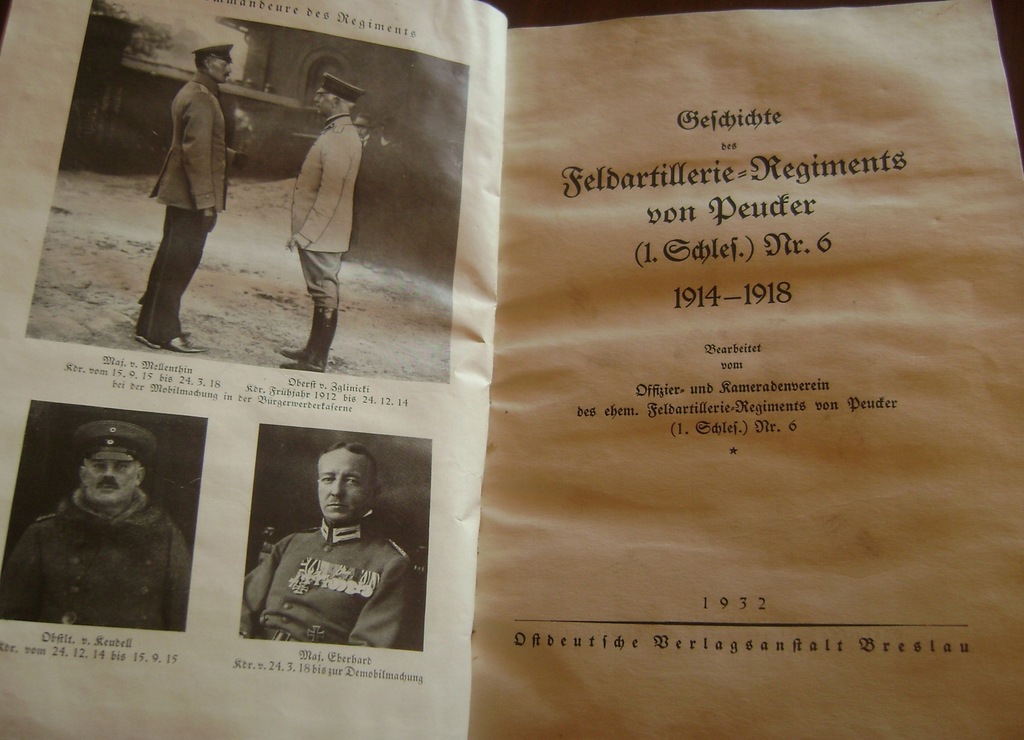 des Regiments
Maj. v. Mellenthin
Kdr. vom 15. 9. 15 bis 24. 3. 18
Oberst v. Zglinicki
Kdr. Frühjahr 1912 bis 24. 12. 14
bei der Mobilmachung in der Bürgerwerderkaserne
Obstlt. v. Keudell
Kdr. vom 24. 12. 14 bis 15. 9. 15
Maj. Eberhard
Kdr. v. 24. 3. 18 bis zur Demobilmachung
Geschichte
des
Feldartillerie-Regiments
von Peucker
(1. Schles.) Nr. 6
1914–1918
Bearbeitet
vom
Offizier- und Kameradenverein
des ehem. Feldartillerie-Regiments von Peucker
(1. Schles.) Nr. 6
1932
Ostdeutsche Verlagsanstalt Breslau